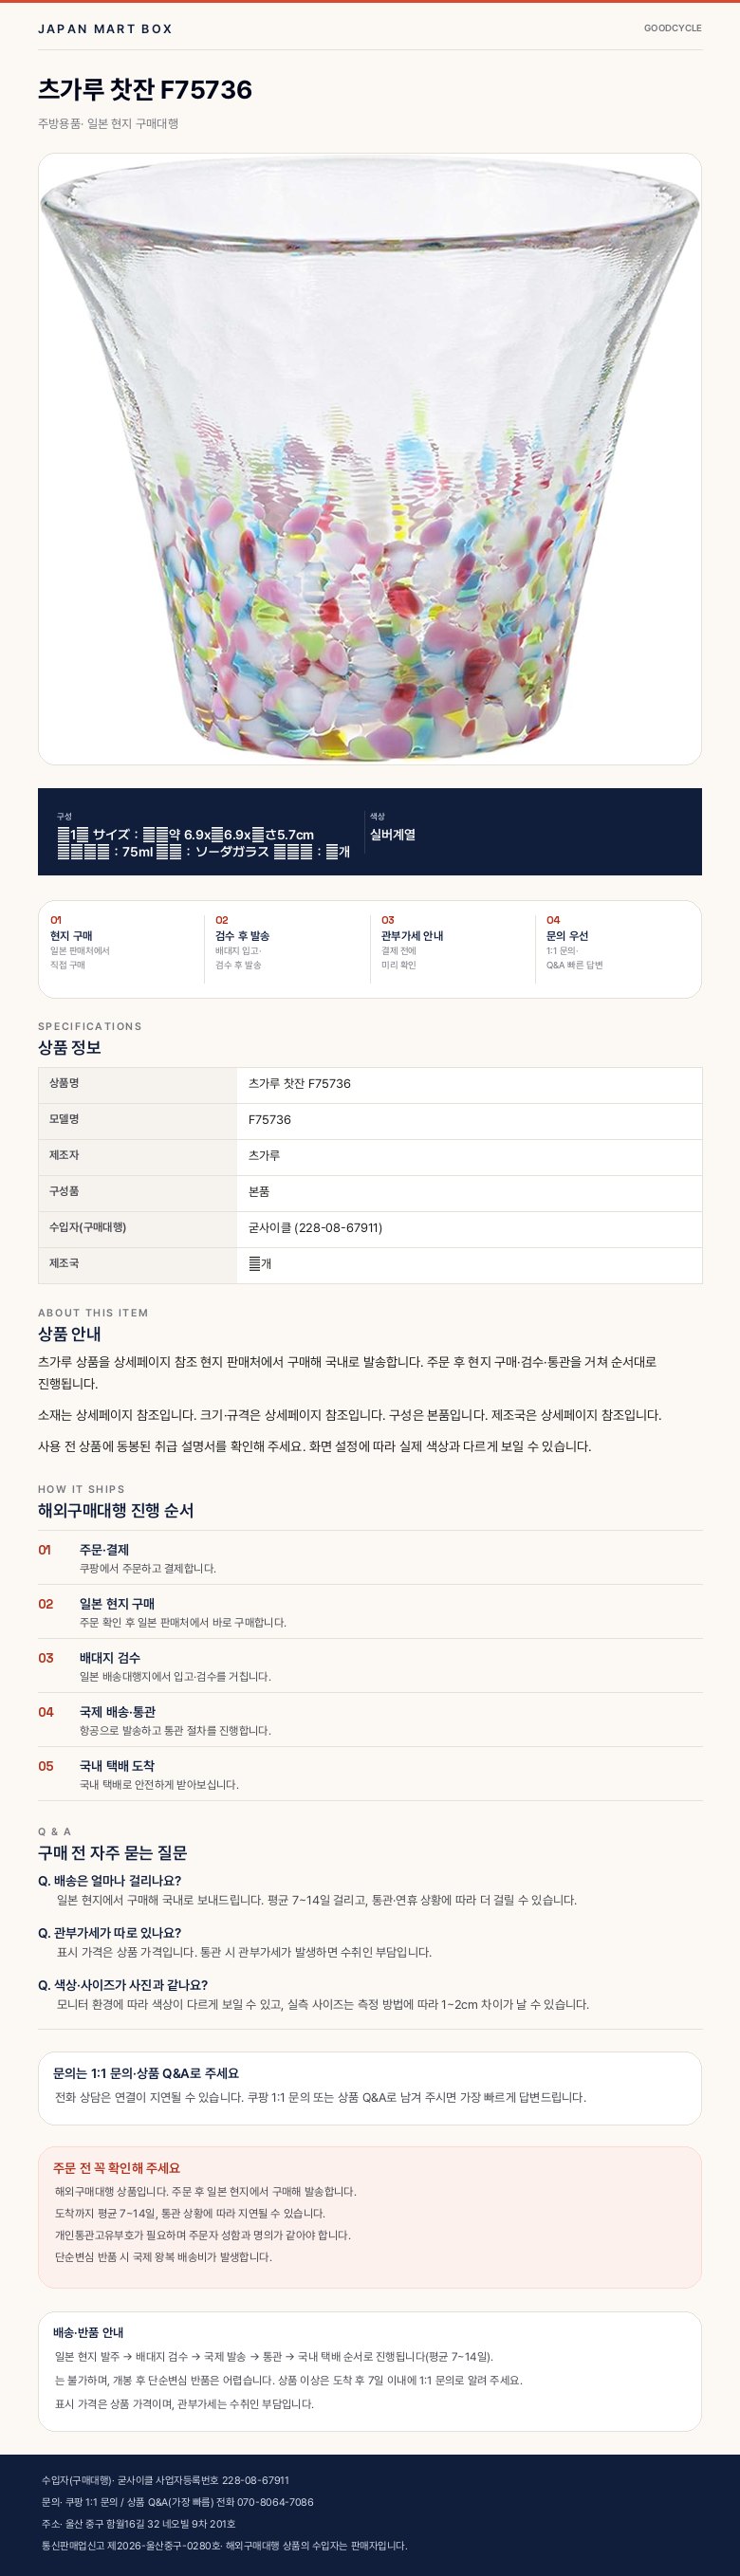 JAPAN MART BOX
GOODCYCLE
츠가루 찻잔 F75736
주방용품· 일본 현지 구매대행
구성
1 サイズ : 약 6.9x6.9xさ5.7cm
: 75ml : ソーダガラス : 개
색상
실버계열
01
현지 구매
일본 판매처에서
직접 구매
02
검수 후 발송
배대지 입고·
검수 후 발송
03
관부가세 안내
결제 전에
미리 확인
04
문의 우선
1:1 문의·
Q&A 빠른 답변
SPECIFICATIONS
상품 정보
상품명 츠가루 찻잔 F75736
모델명 F75736
제조자 츠가루
구성품 본품
수입자(구매대행) 굳사이클 (228-08-67911)
제조국 개
ABOUT THIS ITEM
상품 안내
츠가루 상품을 상세페이지 참조 현지 판매처에서 구매해 국내로 발송합니다. 주문 후 현지 구매·검수·통관을 거쳐 순서대로
진행됩니다.
소재는 상세페이지 참조입니다. 크기·규격은 상세페이지 참조입니다. 구성은 본품입니다. 제조국은 상세페이지 참조입니다.
사용 전 상품에 동봉된 취급 설명서를 확인해 주세요. 화면 설정에 따라 실제 색상과 다르게 보일 수 있습니다.
HOW IT SHIPS
해외구매대행 진행 순서
01 주문·결제
쿠팡에서 주문하고 결제합니다.
02 일본 현지 구매
주문 확인 후 일본 판매처에서 바로 구매합니다.
03 배대지 검수
일본 배송대행지에서 입고·검수를 거칩니다.
04 국제 배송·통관
항공으로 발송하고 통관 절차를 진행합니다.
05 국내 택배 도착
국내 택배로 안전하게 받아보십니다.
Q & A
구매 전 자주 묻는 질문
Q. 배송은 얼마나 걸리나요?
일본 현지에서 구매해 국내로 보내드립니다. 평균 7~14일 걸리고, 통관·연휴 상황에 따라 더 걸릴 수 있습니다.
Q. 관부가세가 따로 있나요?
표시 가격은 상품 가격입니다. 통관 시 관부가세가 발생하면 수취인 부담입니다.
Q. 색상·사이즈가 사진과 같나요?
모니터 환경에 따라 색상이 다르게 보일 수 있고, 실측 사이즈는 측정 방법에 따라 1~2cm 차이가 날 수 있습니다.
문의는 1:1 문의·상품 Q&A로 주세요
전화 상담은 연결이 지연될 수 있습니다. 쿠팡 1:1 문의 또는 상품 Q&A로 남겨 주시면 가장 빠르게 답변드립니다.
주문 전 꼭 확인해 주세요
해외구매대행 상품입니다. 주문 후 일본 현지에서 구매해 발송합니다.
도착까지 평균 7~14일, 통관 상황에 따라 지연될 수 있습니다.
개인통관고유부호가 필요하며 주문자 성함과 명의가 같아야 합니다.
단순변심 반품 시 국제 왕복 배송비가 발생합니다.
배송·반품 안내
일본 현지 발주 → 배대지 검수 → 국제 발송 → 통관 → 국내 택배 순서로 진행됩니다(평균 7~14일).
는 불가하며, 개봉 후 단순변심 반품은 어렵습니다. 상품 이상은 도착 후 7일 이내에 1:1 문의로 알려 주세요.
표시 가격은 상품 가격이며, 관부가세는 수취인 부담입니다.
수입자(구매대행)· 굳사이클 사업자등록번호 228-08-67911
문의· 쿠팡 1:1 문의 / 상품 Q&A(가장 빠름) 전화 070-8064-7086
주소· 울산 중구 함월16길 32 네오빌 9차 201호
통신판매업신고 제2026-울산중구-0280호· 해외구매대행 상품의 수입자는 판매자입니다.